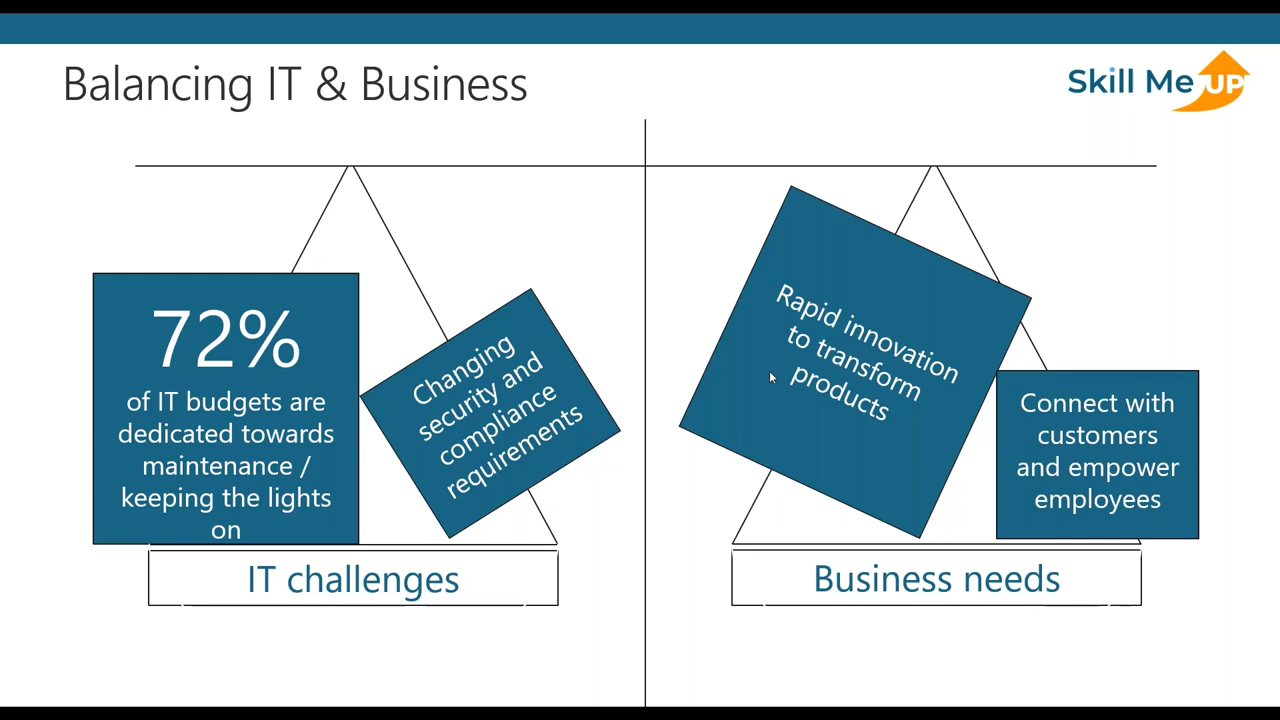 Balancing IT & Business
Skill Me UP
72%
of IT budgets are
dedicated towards
maintenance /
keeping the lights
on
Changing
security and
compliance
requirements
IT challenges
Rapid innovation
to transform
products
Connect with
customers
and empower
employees
Business needs